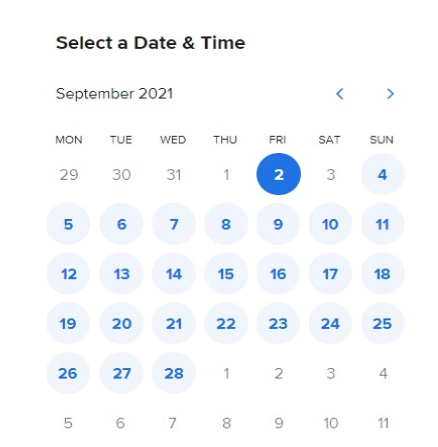 Select a Date & Time
September 2021
MON TUE WED THU FRI SAT SUN
29 30 31 1 2 3 4
5 6 7 8 9 10 11
12 13 14 15 16 17 18
19 20 21 22 23 24 25
26 27 28 1 2 3 4
5 6 7 8 9 10 11